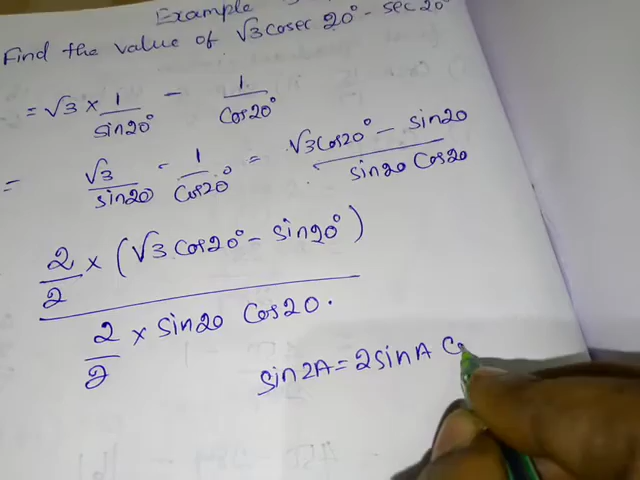 Example
Find the value of √3 cosec 20° - sec 20°
= √3 × 1/sin20° - 1/cos20°
= √3/sin20 - 1/cos20° = √3cos20° - sin20/sin20 cos20
2/2 × (√3 cos20° - sin20°)
2/2 × sin20 cos20.
sin2A = 2sinA C